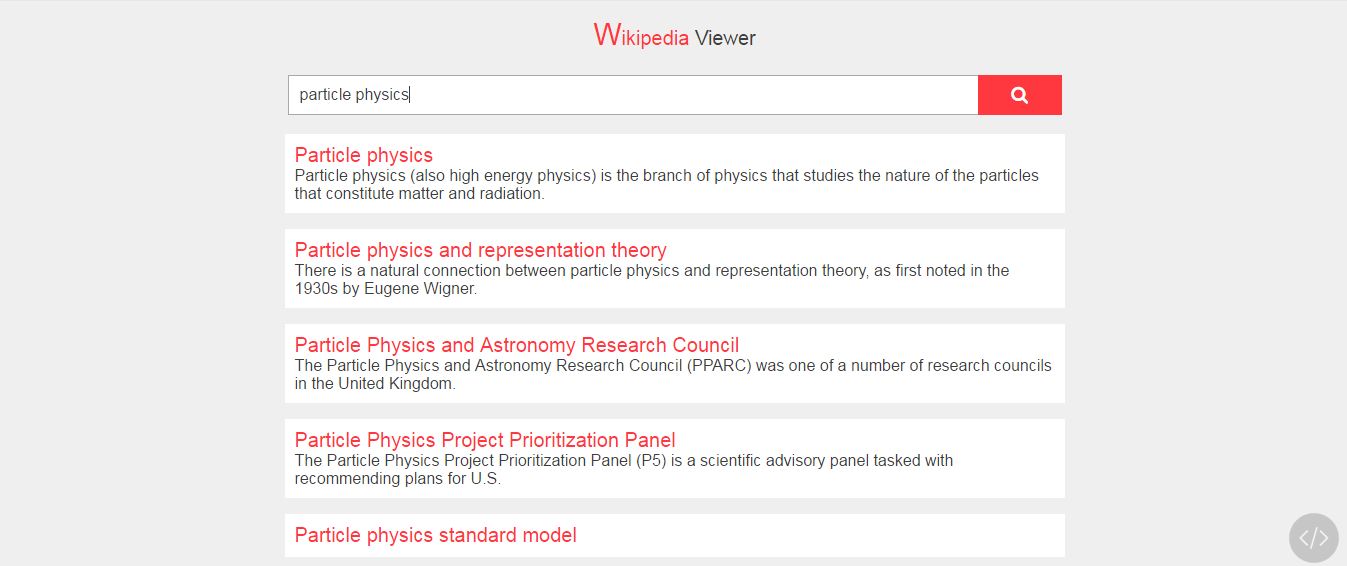 Wikipedia Viewer
particle physics
Particle physics
Particle physics (also high energy physics) is the branch of physics that studies the nature of the particles
that constitute matter and radiation.
Particle physics and representation theory
There is a natural connection between particle physics and representation theory, as first noted in the
1930s by Eugene Wigner.
Particle Physics and Astronomy Research Council
The Particle Physics and Astronomy Research Council (PPARC) was one of a number of research councils
in the United Kingdom.
Particle Physics Project Prioritization Panel
The Particle Physics Project Prioritization Panel (P5) is a scientific advisory panel tasked with
recommending plans for U.S.
Particle physics standard model
</>